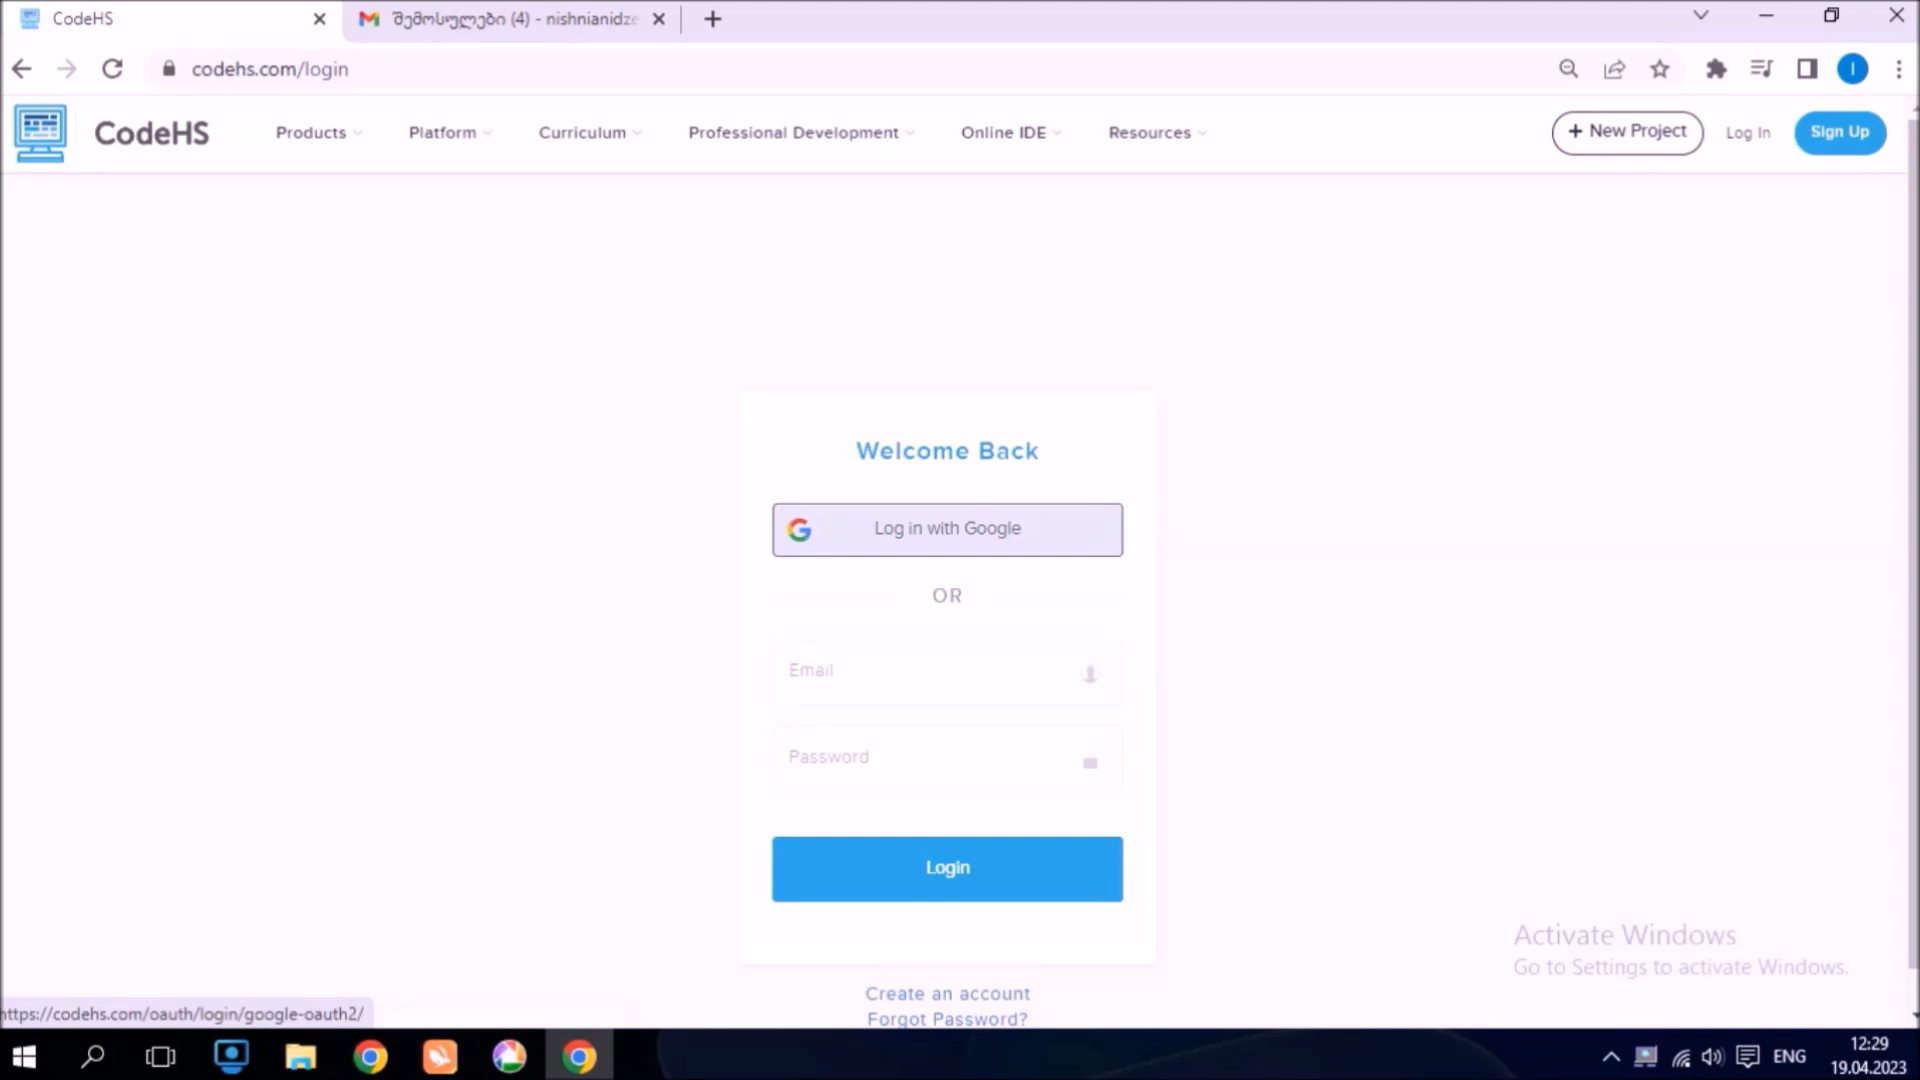 CodeHS
შემოსულები (4) - nishnianidze
codehs.com/login
I
CodeHS
Products
Platform
Curriculum
Professional Development
Online IDE
Resources
+ New Project
Log In
Sign Up
Welcome Back
Log in with Google
OR
Email
Password
Login
Create an account
Forgot Password?
Activate Windows
Go to Settings to activate Windows.
https://codehs.com/oauth/login/google-oauth2/
ENG
12:29
19.04.2023